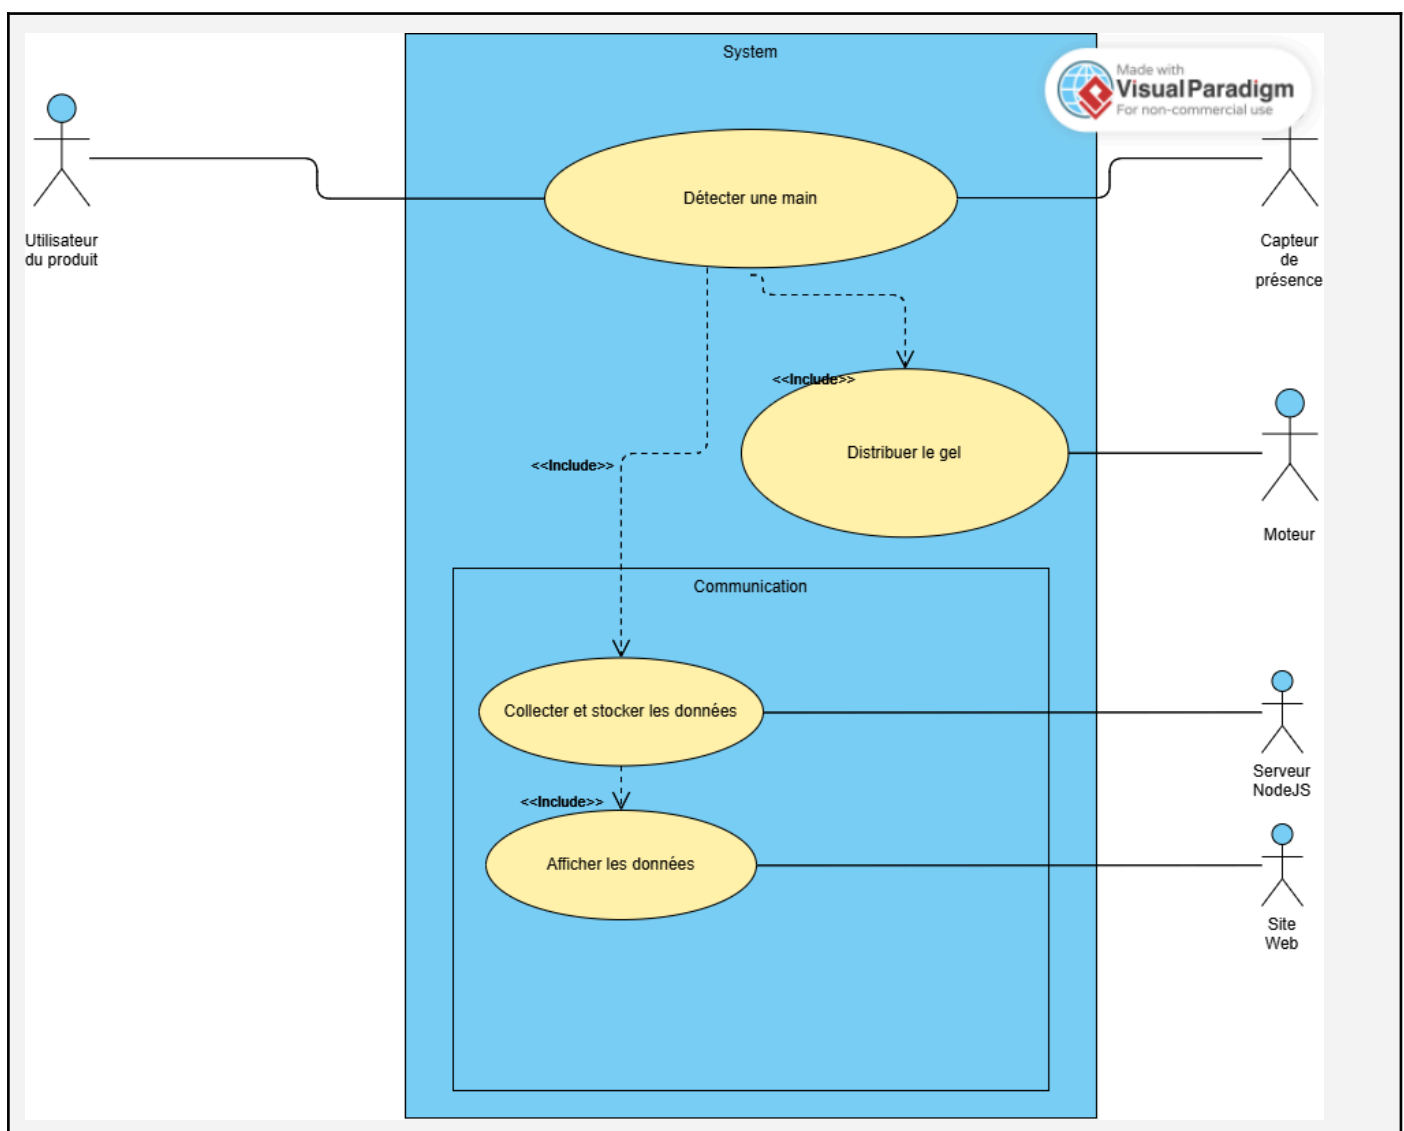 System
Made with
Visual Paradigm
For non-commercial use
Détecter une main
Utilisateur
du produit
Capteur
de
présence
<<Include>>
Distribuer le gel
<<Include>>
Moteur
Communication
Collecter et stocker les données
Serveur
NodeJS
<<Include>>
Afficher les données
Site
Web